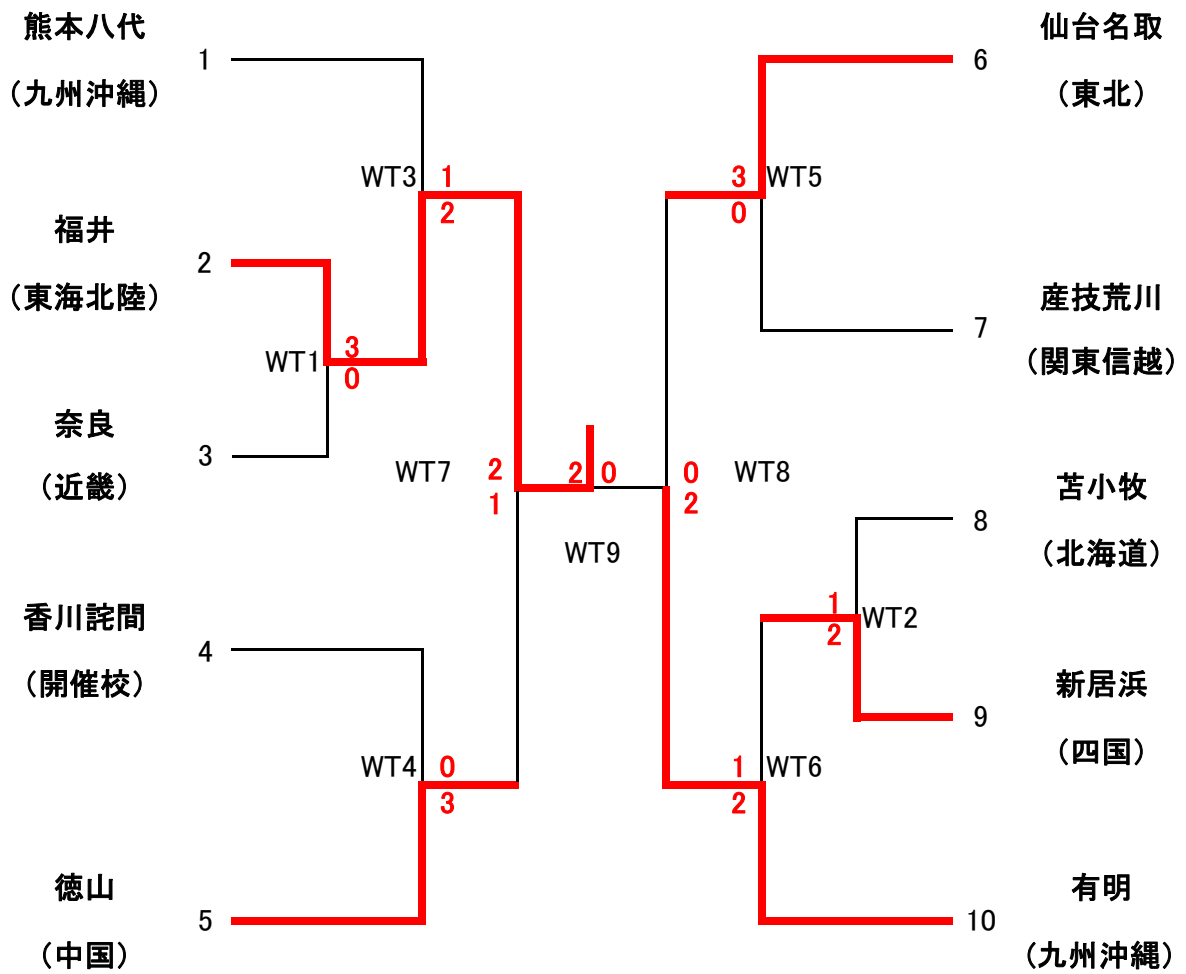 熊本八代
1
（九州沖縄）
福井
2
（東海北陸）
奈良
3
（近畿）
香川詫間
4
（開催校）
徳山
5
（中国）
WT3
1
2
WT1
3
0
WT7
2
1
WT4
0
3
2 0
WT9
3
0
WT5
0
2
WT8
1
2
WT2
1
2
WT6
仙台名取
6
（東北）
産技荒川
7
（関東信越）
苫小牧
8
（北海道）
新居浜
9
（四国）
有明
10
（九州沖縄）